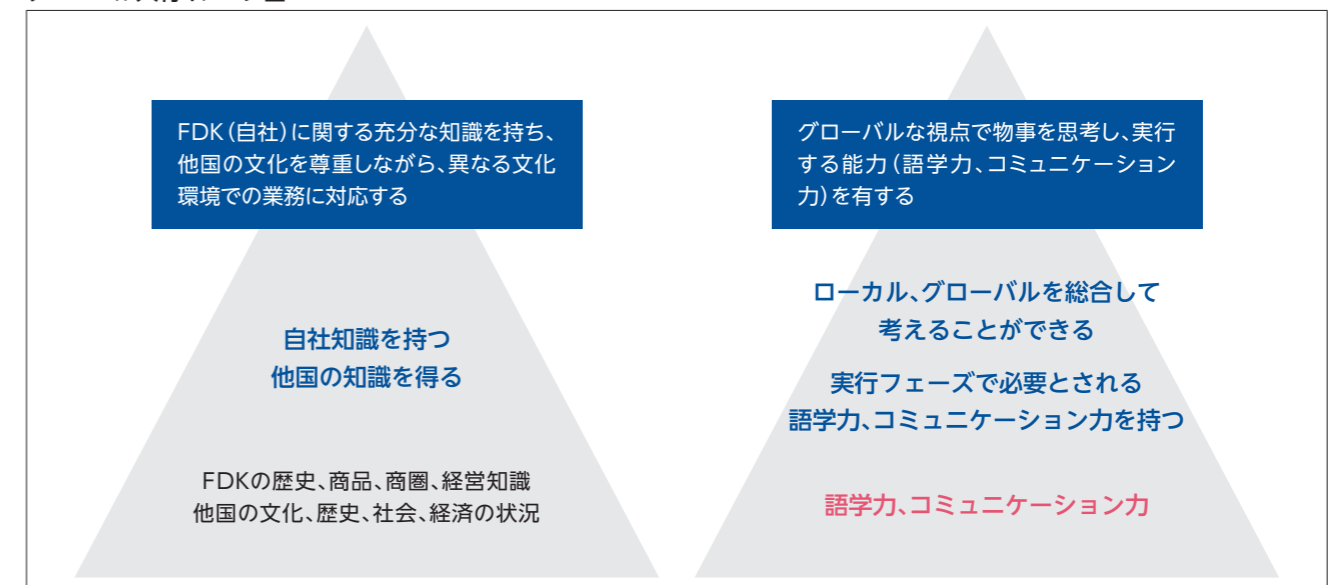 FDK(自社)に関する充分な知識を持ち、
他国の文化を尊重しながら、異なる文化
環境での業務に対応する
自社知識を持つ
他国の知識を得る
FDKの歴史、商品、商圏、経営知識
他国の文化、歴史、社会、経済の状況
グローバルな視点で物事を思考し、実行
する能力(語学力、コミュニケーション
力)を有する
ローカル、グローバルを総合して
考えることができる
実行フェーズで必要とされる
語学力、コミュニケーション力を持つ
語学力、コミュニケーション力